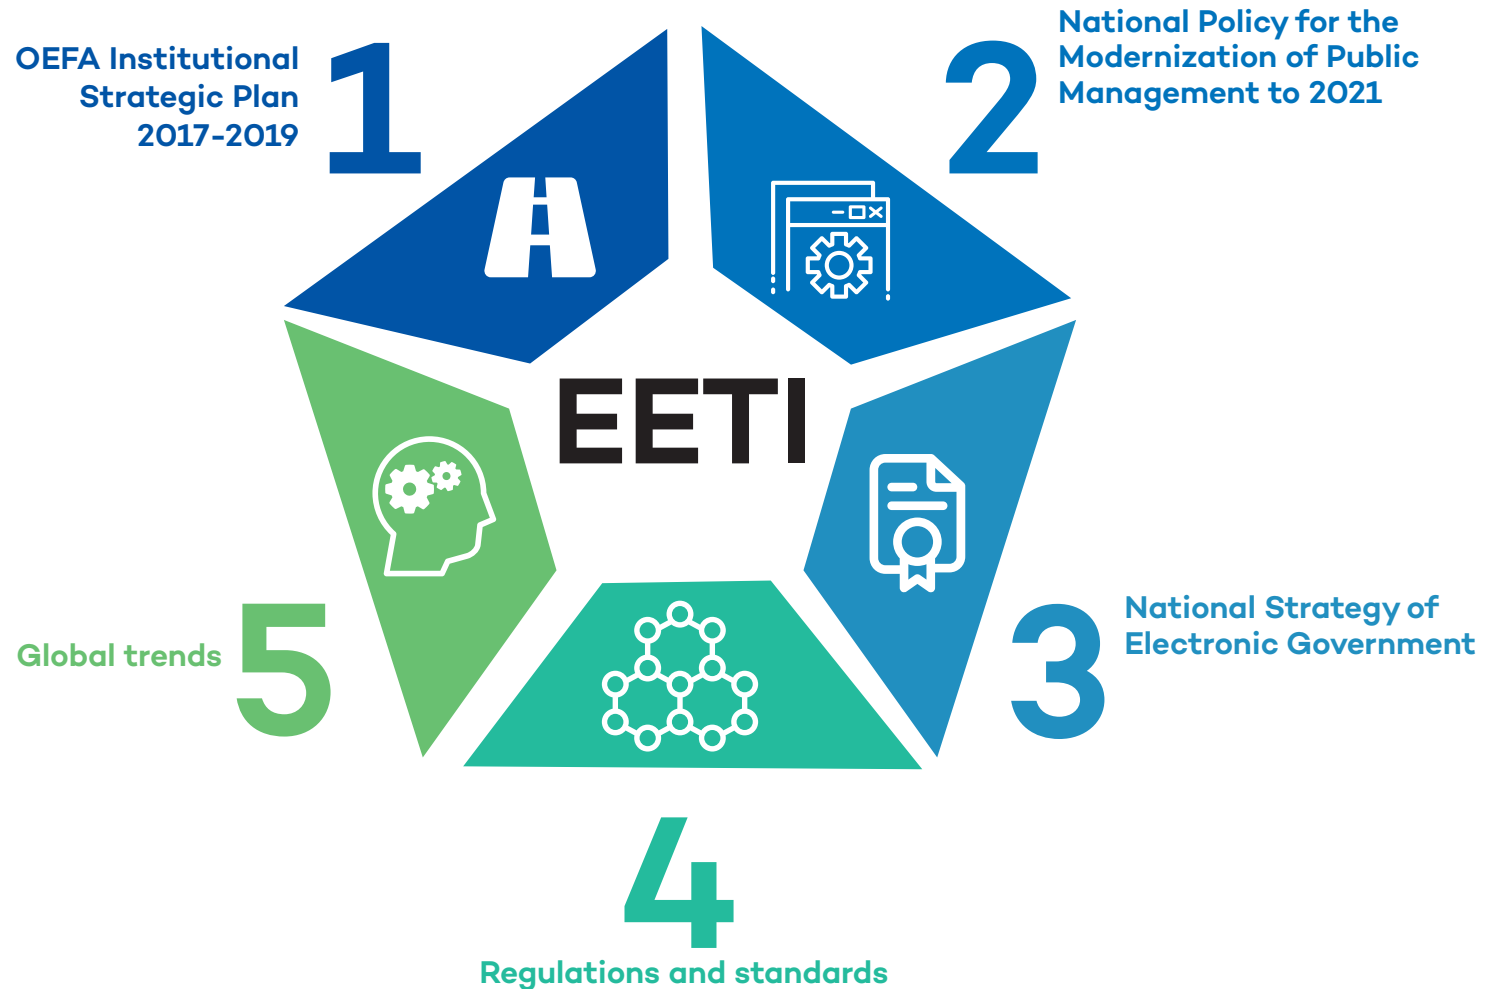 1
OEFA Institutional
Strategic Plan
2017-2019
2
National Policy for the
Modernization of Public
Management to 2021
EETI
3
National Strategy of
Electronic Government
5
Global trends
4
Regulations and standards